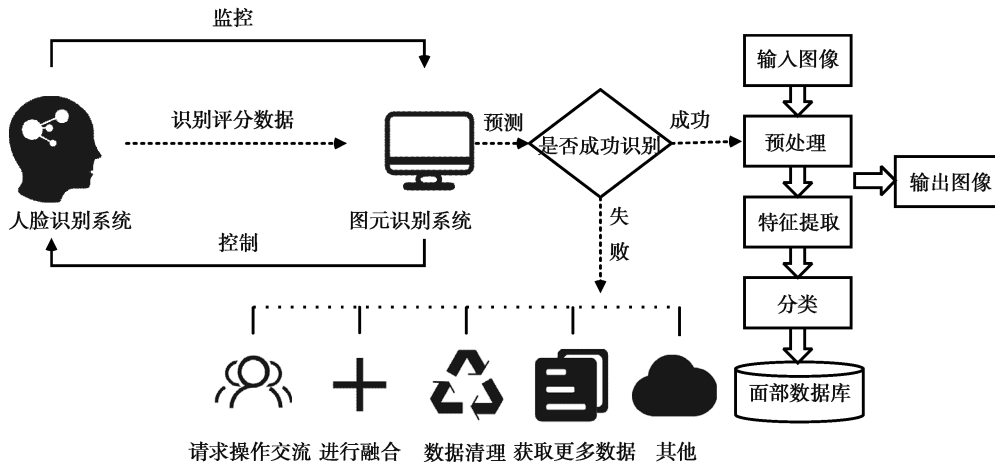 监控
输入图像
识别评分数据
预测
是否成功识别
成功
预处理
输出图像
人脸识别系统
图元识别系统
失
败
特征提取
控制
分类
面部数据库
请求操作交流
进行融合
数据清理
获取更多数据
其他